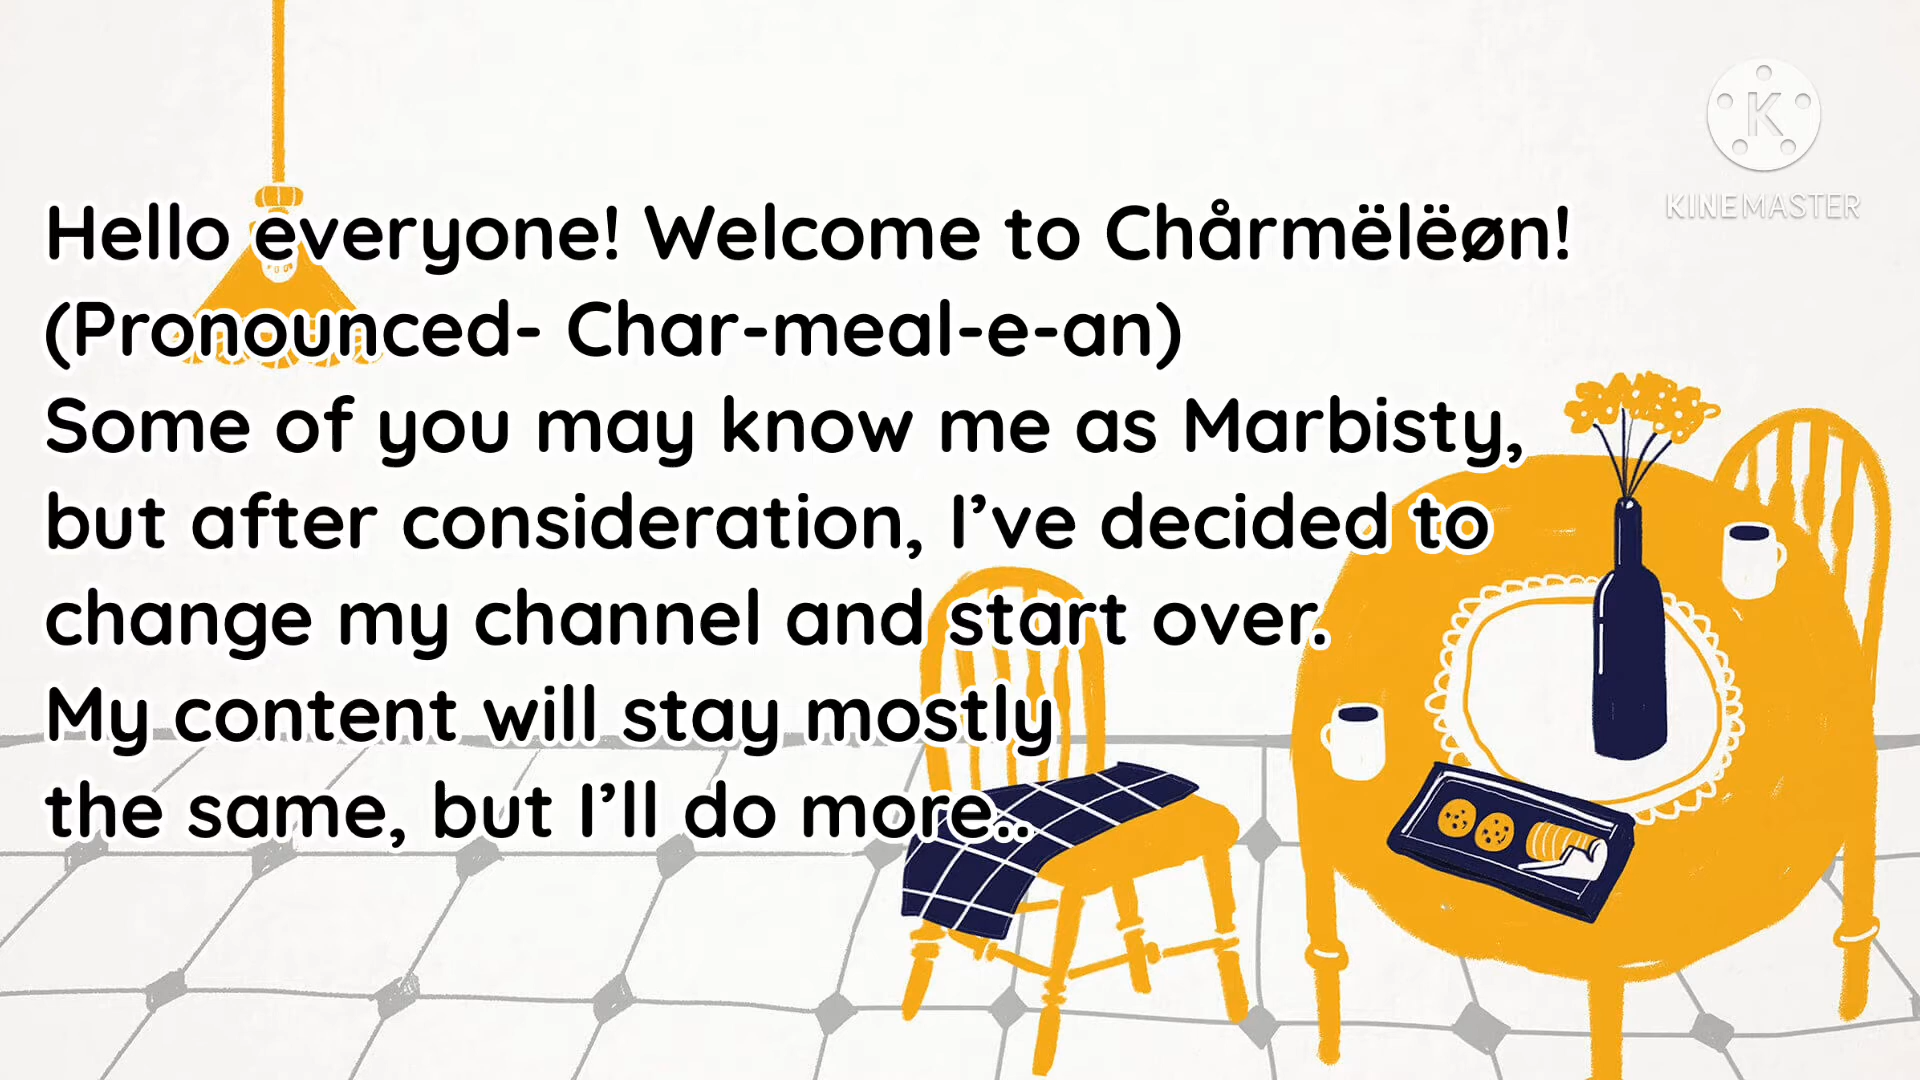 Hello everyone! Welcome to Chårmëlëøn!
(Pronounced- Char-meal-e-an)
Some of you may know me as Marbisty,
but after consideration, I’ve decided to
change my channel and start over.
My content will stay mostly
the same, but I’ll do more..
K
KINEMASTER